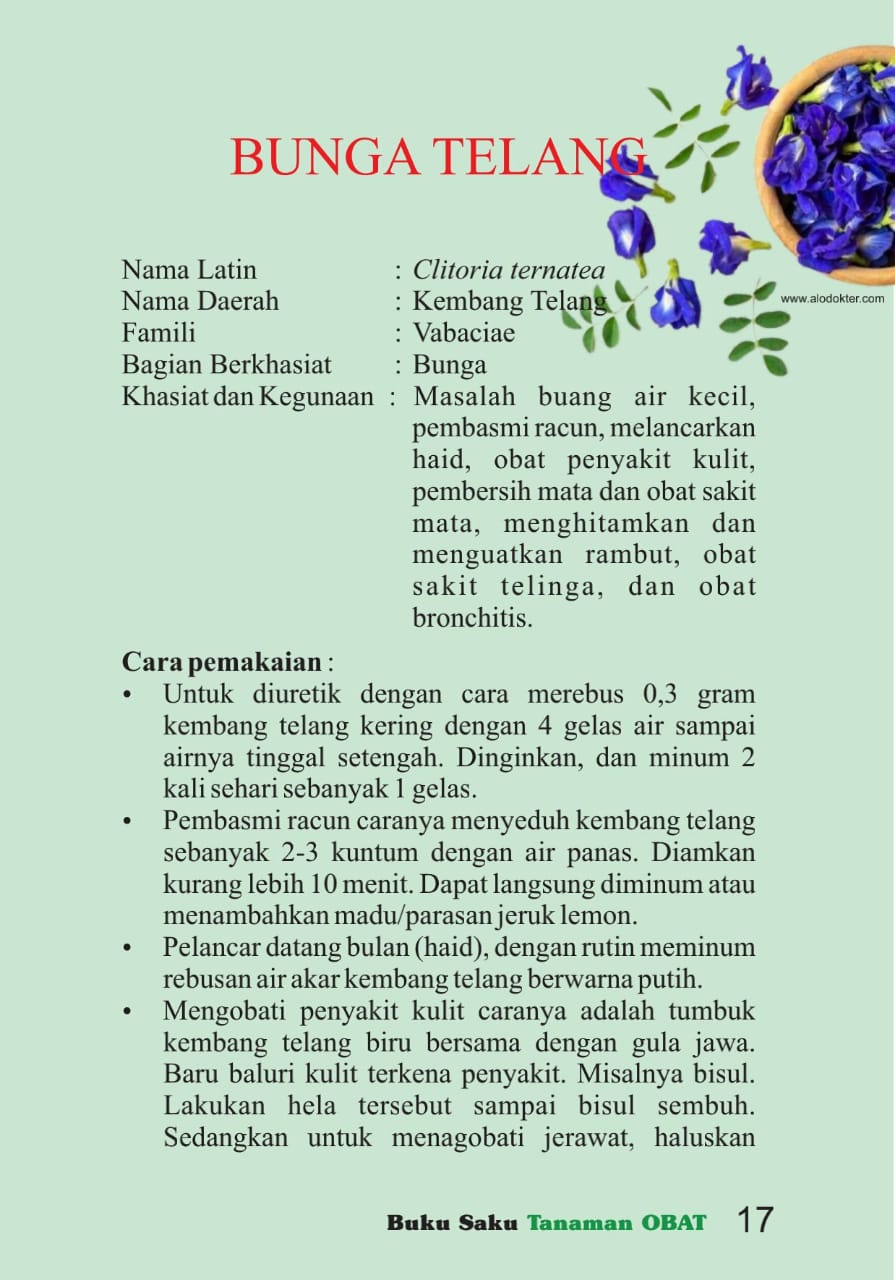 BUNGA TELANG
www.alodokter.com
Nama Latin : Clitoria ternatea
Nama Daerah : Kembang Telang
Famili : Vabaciae
Bagian Berkhasiat : Bunga
Khasiat dan Kegunaan : Masalah buang air kecil,
pembasmi racun, melancarkan
haid, obat penyakit kulit,
pembersih mata dan obat sakit
mata, menghitamkan dan
menguatkan rambut, obat
sakit telinga, dan obat
bronchitis.
Cara pemakaian :
• Untuk diuretik dengan cara merebus 0,3 gram
kembang telang kering dengan 4 gelas air sampai
airnya tinggal setengah. Dinginkan, dan minum 2
kali sehari sebanyak 1 gelas.
• Pembasmi racun caranya menyeduh kembang telang
sebanyak 2-3 kuntum dengan air panas. Diamkan
kurang lebih 10 menit. Dapat langsung diminum atau
menambahkan madu/parasan jeruk lemon.
• Pelancar datang bulan (haid), dengan rutin meminum
rebusan air akar kembang telang berwarna putih.
• Mengobati penyakit kulit caranya adalah tumbuk
kembang telang biru bersama dengan gula jawa.
Baru baluri kulit terkena penyakit. Misalnya bisul.
Lakukan hela tersebut sampai bisul sembuh.
Sedangkan untuk menagobati jerawat, haluskan
Buku Saku Tanaman OBAT 17